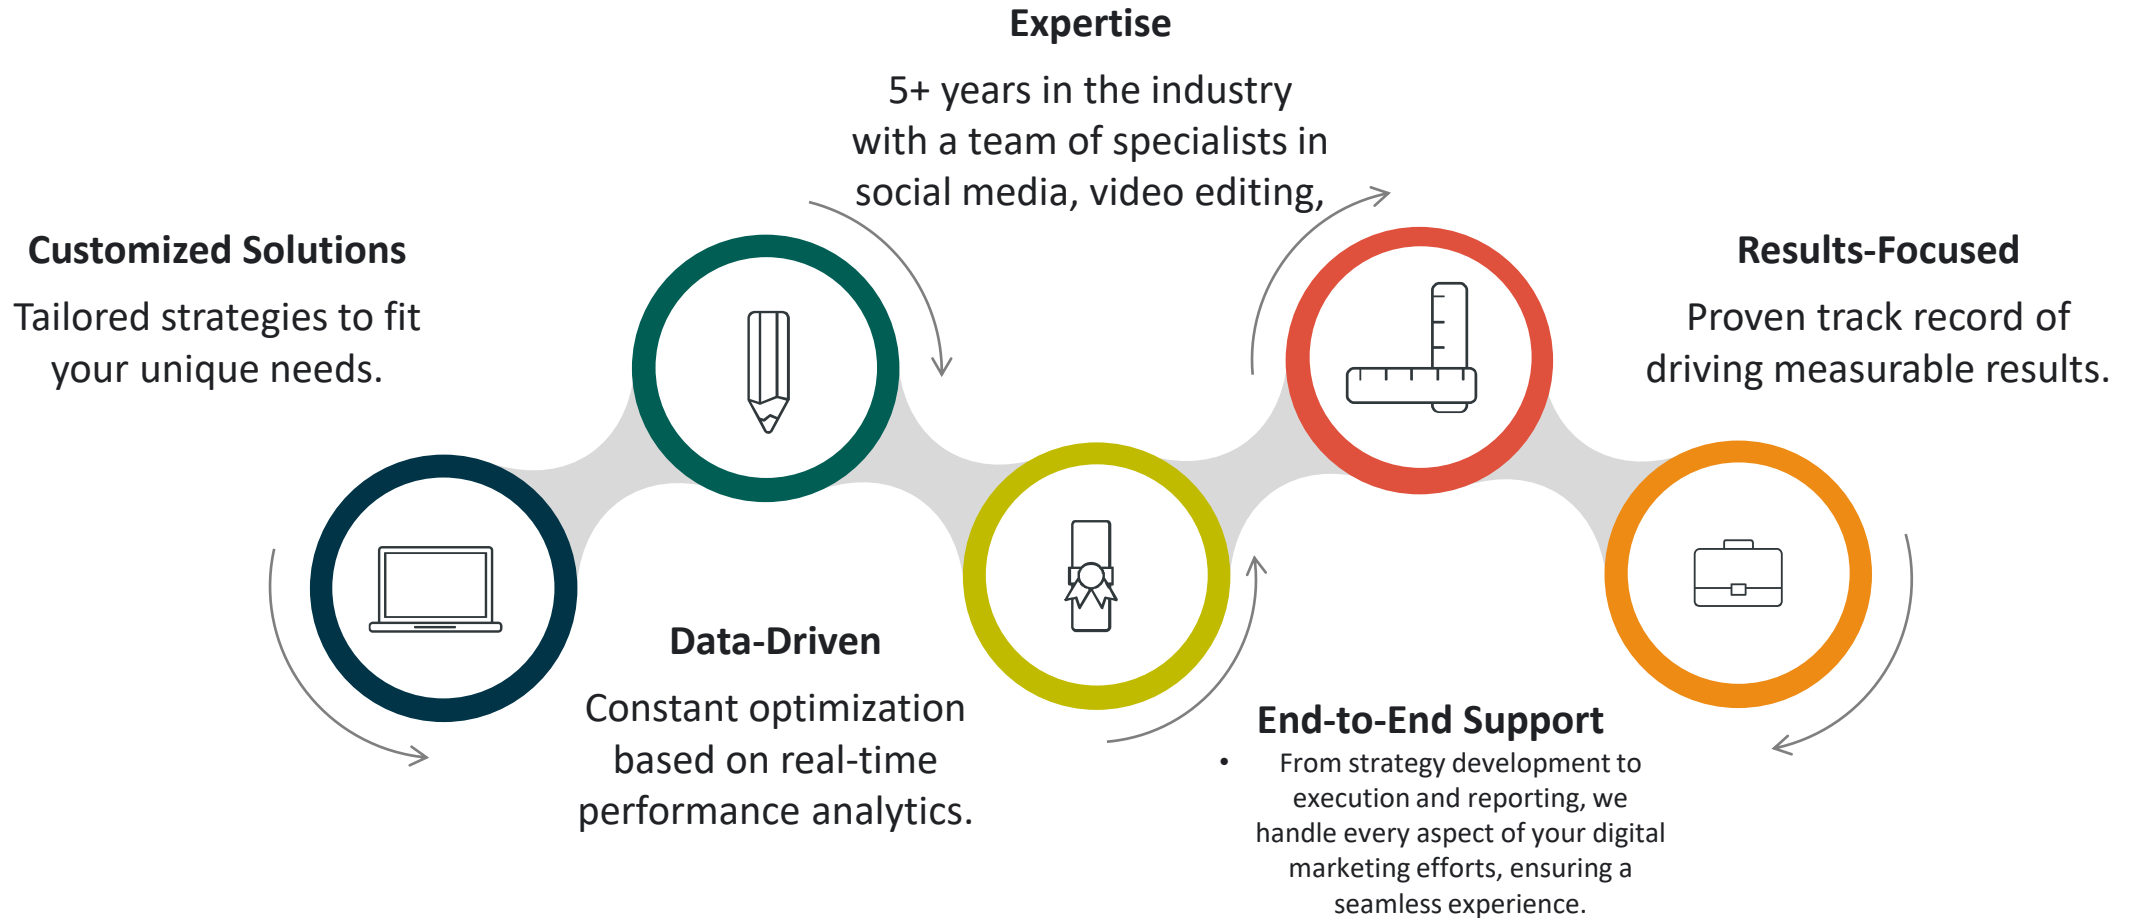 Expertise
5+ years in the industry
with a team of specialists in
social media, video editing,
Customized Solutions
Tailored strategies to fit
your unique needs.
Results-Focused
Proven track record of
driving measurable results.
Data-Driven
Constant optimization
based on real-time
performance analytics.
End-to-End Support
• From strategy development to
execution and reporting, we
handle every aspect of your digital
marketing efforts, ensuring a
seamless experience.